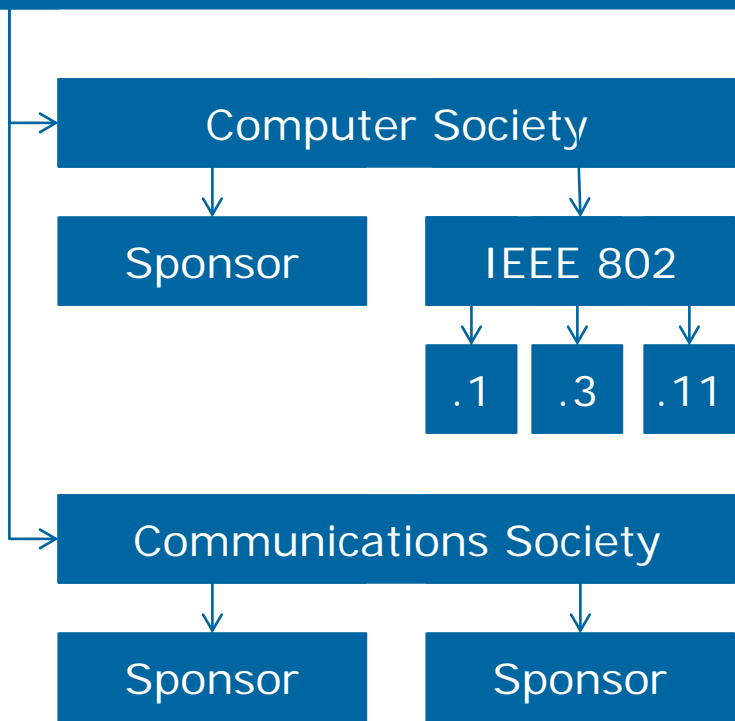 Computer Society
Sponsor
IEEE 802
.1
.3
.11
Communications Society
Sponsor
Sponsor